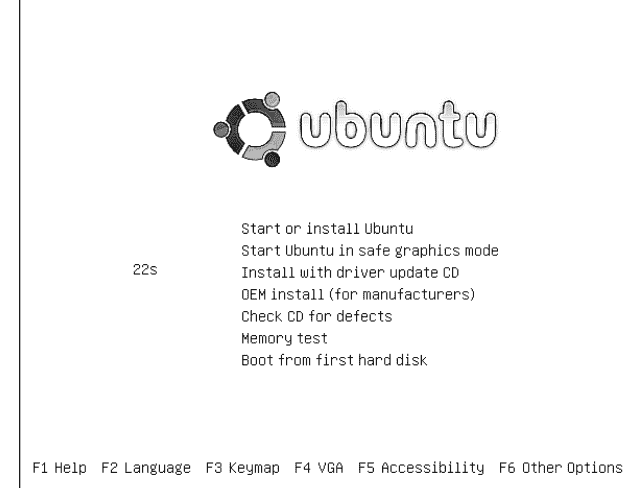 ubuntu
Start or install Ubuntu
Start Ubuntu in safe graphics mode
22s
Install with driver update CD
OEM install (for manufacturers)
Check CD for defects
Memory test
Boot from first hard disk
F1 Help F2 Language F3 Keymap F4 VGA F5 Accessibility F6 Other Options